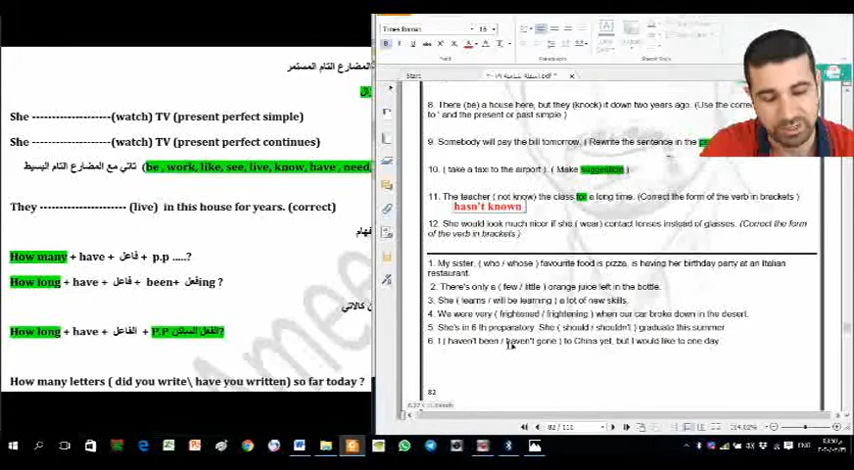 المضارع التام المستمر
She ---------------------(watch) TV (present perfect simple)
She ---------------------(watch) TV (present perfect continues)
(be , work, like, see, live, know, have , need, تاتي مع المضارع التام البسيط
They ------------------------ (live) in this house for years. (correct)
How many + have + فاعل + p.p .....?
How long + have + فاعل + been+ فعلing ?
How long + have + الفاعل + P.P الفعل الساكن?
How many letters ( did you write\ have you written) so far today ?
Times Roman
16
Start
8. There (be) a house here, but they (knock) it down two years ago. (Use the
to ' and the present or past simple.)
9. Somebody will pay the bill tomorrow. ( Rewrite the sentence in the
10. ( take a taxi to the airport ). ( Make suggestion )
11. The teacher ( not know) the class for a long time. (Correct the form of the verb in brackets )
hasn't known
12. She would look much nicer if she ( wear) contact lenses instead of glasses. (Correct the form
of the verb in brackets )
1. My sister, ( who / whose ) favourite food is pizza, is having her birthday party at an Italian
restaurant.
2. There's only a ( few / little ) orange juice left in the bottle.
3. She ( learns / will be learning ) a lot of new skills.
4. We were very ( frightened / frightening ) when our car broke down in the desert.
5. She's in 6 th preparatory. She ( should / shouldn't ) graduate this summer
6. I ( haven't been / haven't gone ) to China yet, but I would like to one day
82
82 / 111
ENG